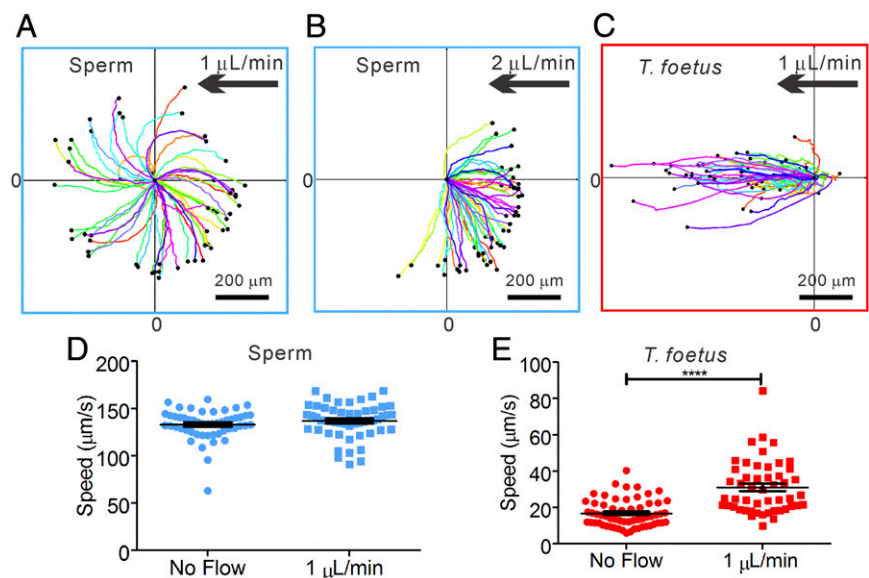 A
Sperm
1 μL/min
0
0
200 μm
B
Sperm
2 μL/min
0
0
200 μm
C
T. foetus
1 μL/min
0
0
200 μm
D
Sperm
Speed (μm/s)
200
150
100
50
0
No Flow
1 μL/min
E
T. foetus
****
Speed (μm/s)
100
80
60
40
20
0
No Flow
1 μL/min